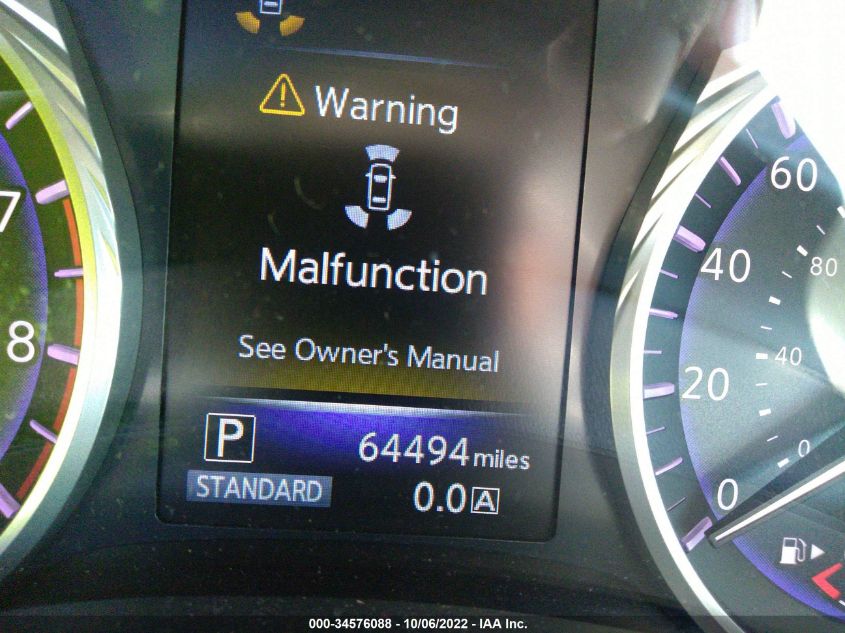 Warning
Malfunction
See Owner's Manual
P
64494 miles
STANDARD
0.0 A
7
8
60
40
20
0
80
40
0
000-34576088 - 10/06/2022 - IAA Inc.